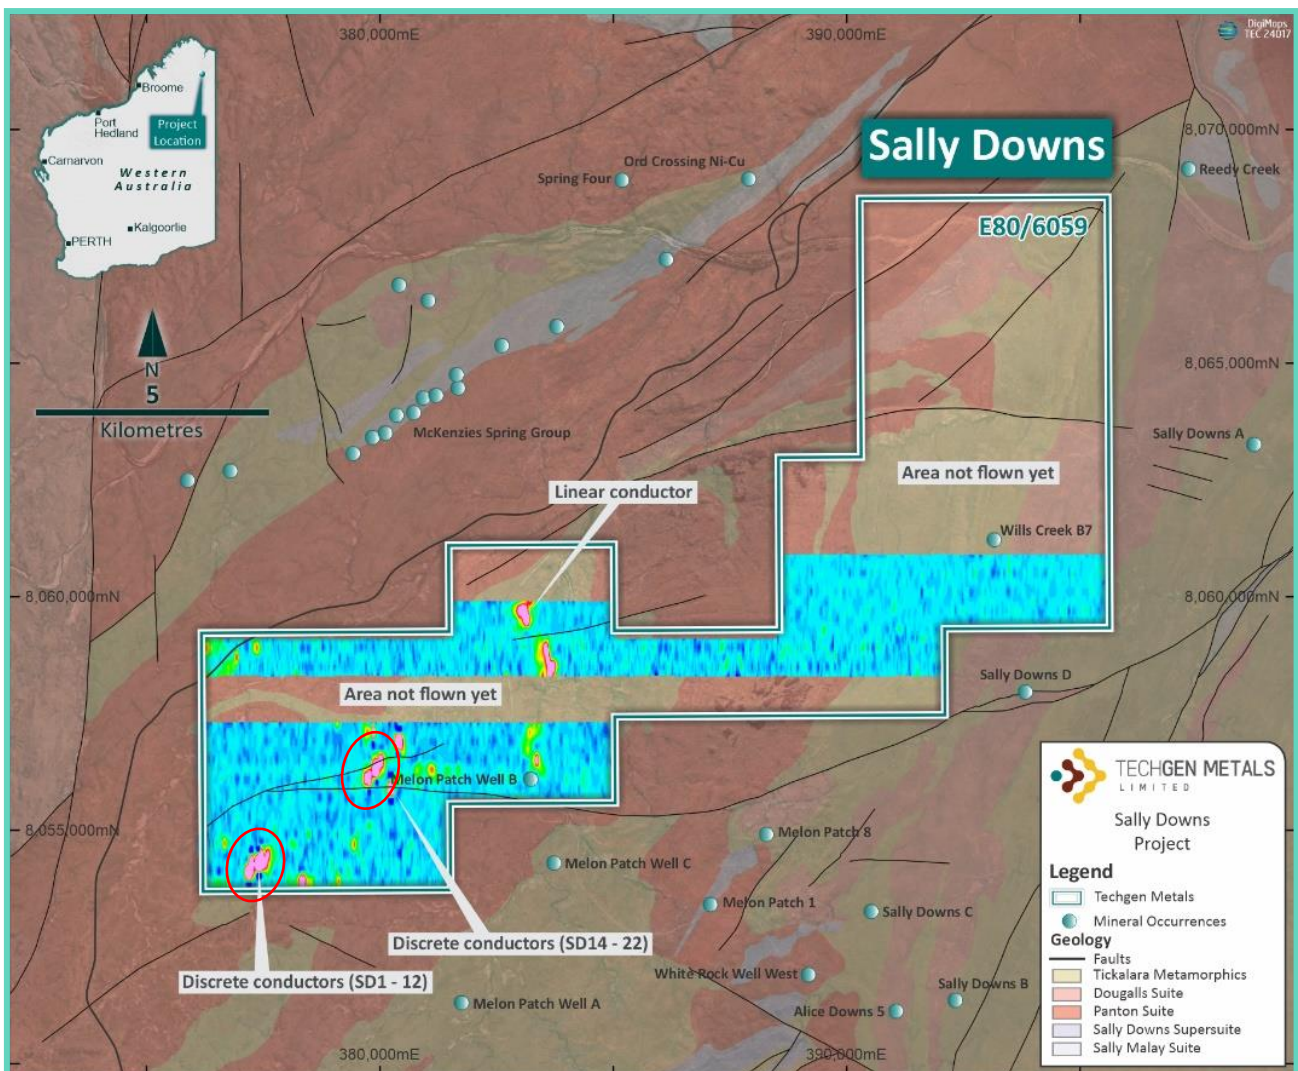 380,000mE
390,000mE
DigiMaps
TEC 24017
Broome
Port
Hedland
Project
Location
Carnarvon
Western
Australia
Kalgoorlie
PERTH
N
5
Kilometres
Sally Downs
8,070,000mN
Ord Crossing Ni-Cu
Spring Four
Reedy Creek
E80/6059
8,065,000mN
McKenzies Spring Group
Sally Downs A
Area not flown yet
Linear conductor
Wills Creek B7
8,060,000mN
8,060,000mN
Sally Downs D
Area not flown yet
Melon Patch Well B
8,055,000mN
Melon Patch 8
Melon Patch Well C
Melon Patch 1
Sally Downs C
Discrete conductors (SD14 - 22)
Discrete conductors (SD1 - 12)
White Rock Well West
Sally Downs B
Melon Patch Well A
Alice Downs 5
380,000mE
390,000mE
TECHGEN METALS
LIMITED
Sally Downs
Project
Legend
Techgen Metals
Mineral Occurrences
Geology
Faults
Tickalara Metamorphics
Dougalls Suite
Panton Suite
Sally Downs Supersuite
Sally Malay Suite